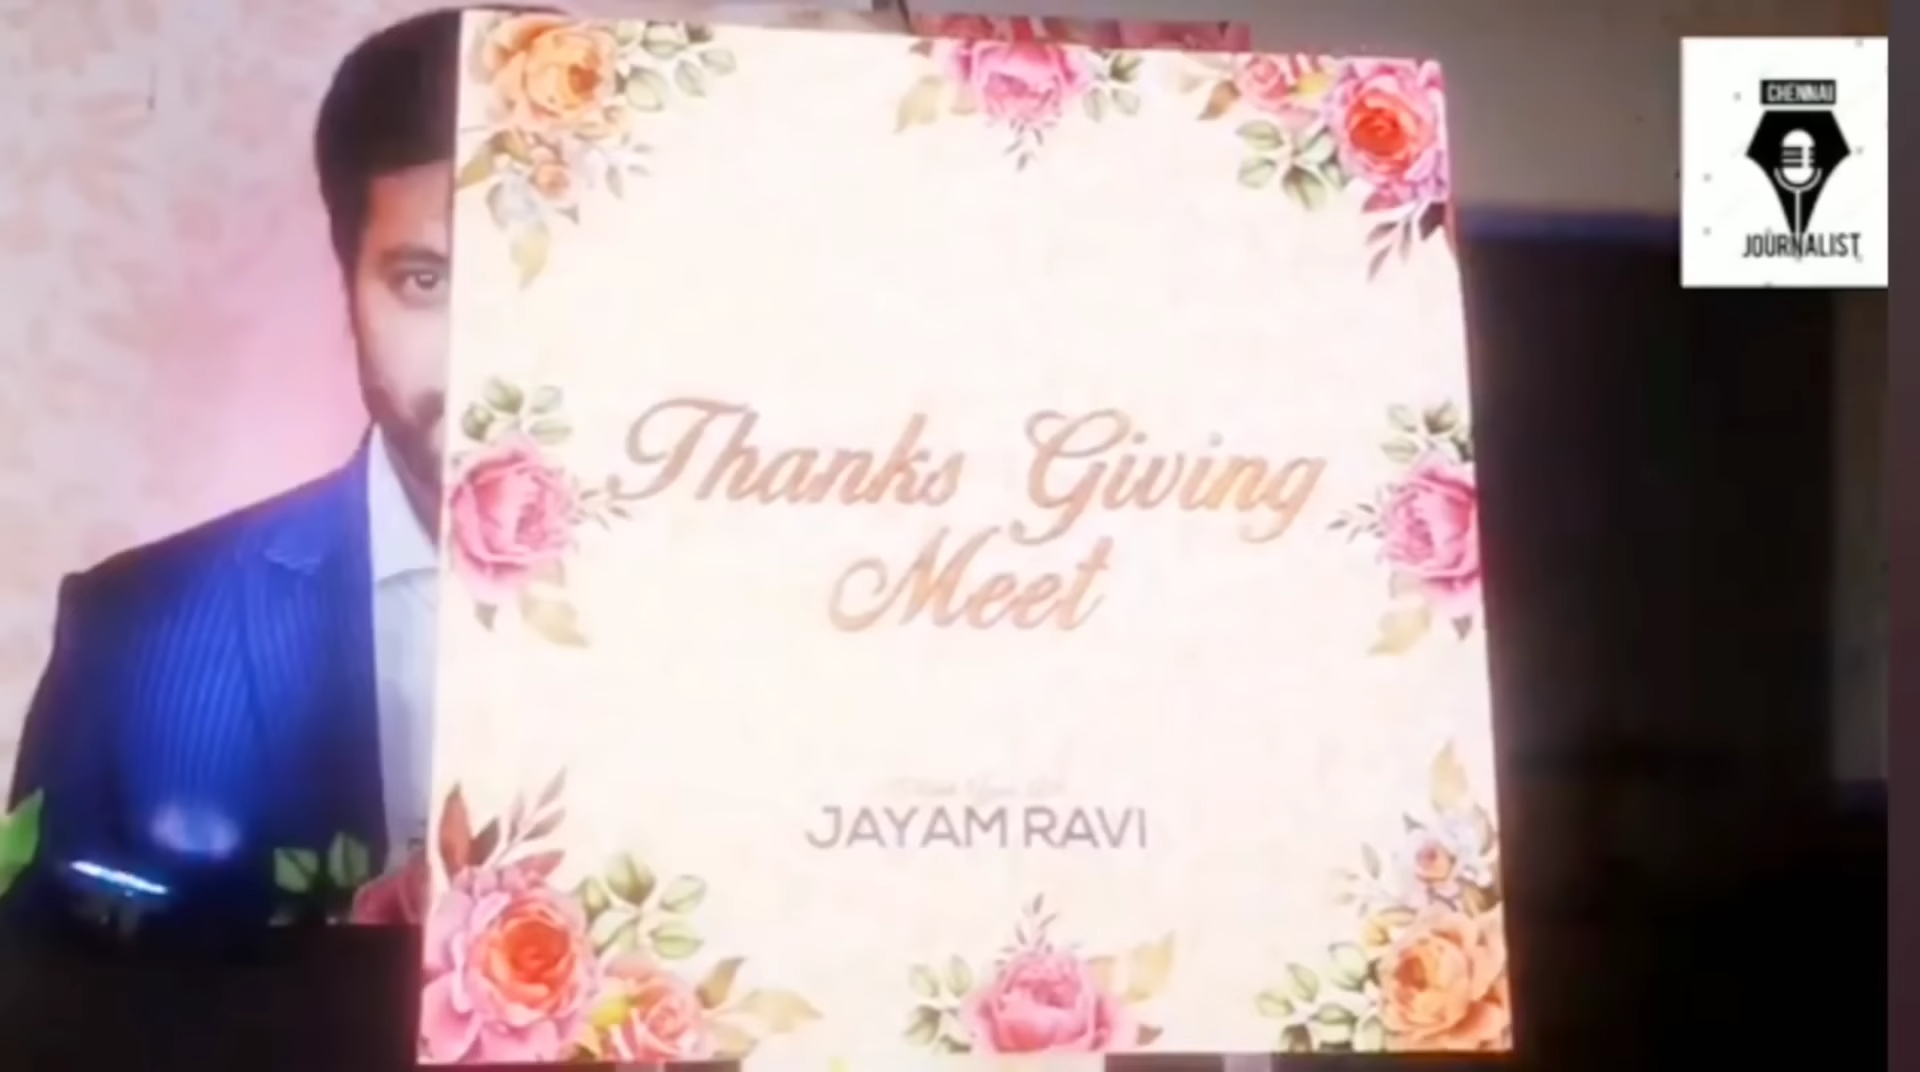 CHENNAI
JOURNALIST
Thanks Giving
Meet
JAYAM RAVI